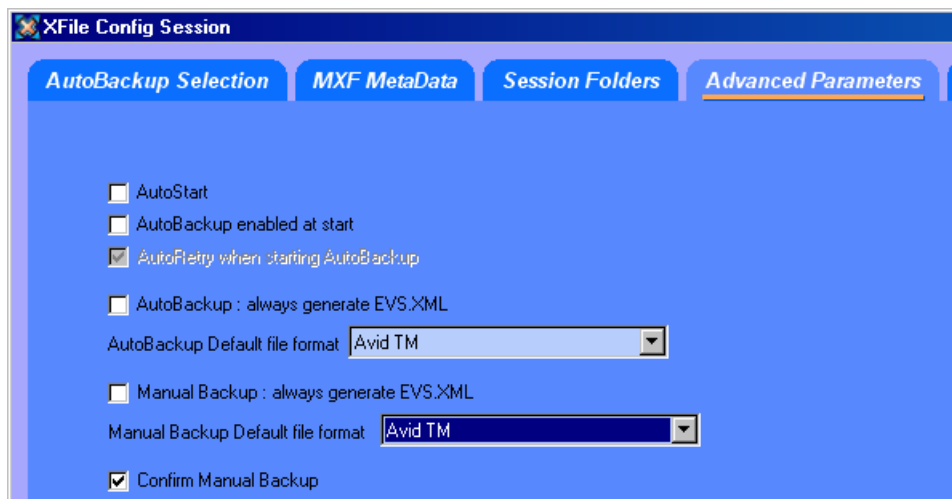 XFile Config Session
AutoBackup Selection MXF MetaData Session Folders Advanced Parameters
AutoStart
AutoBackup enabled at start
AutoRetry when starting AutoBackup
AutoBackup : always generate EVS.XML
AutoBackup Default file format Avid TM
Manual Backup : always generate EVS.XML
Manual Backup Default file format Avid TM
Confirm Manual Backup